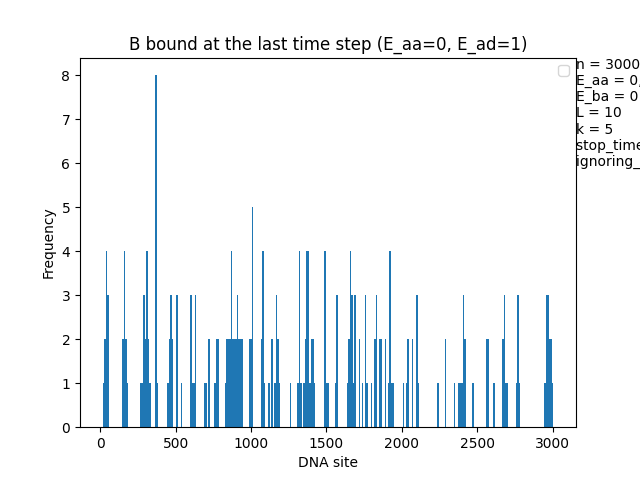 B bound at the last time step (E_aa=0, E_ad=1)
n = 3000
E_aa = 0,
E_ba = 0
L = 10
k = 5
stop_time
ignoring_
Frequency
8
7
6
5
4
3
2
1
0
0 500 1000 1500 2000 2500 3000
DNA site